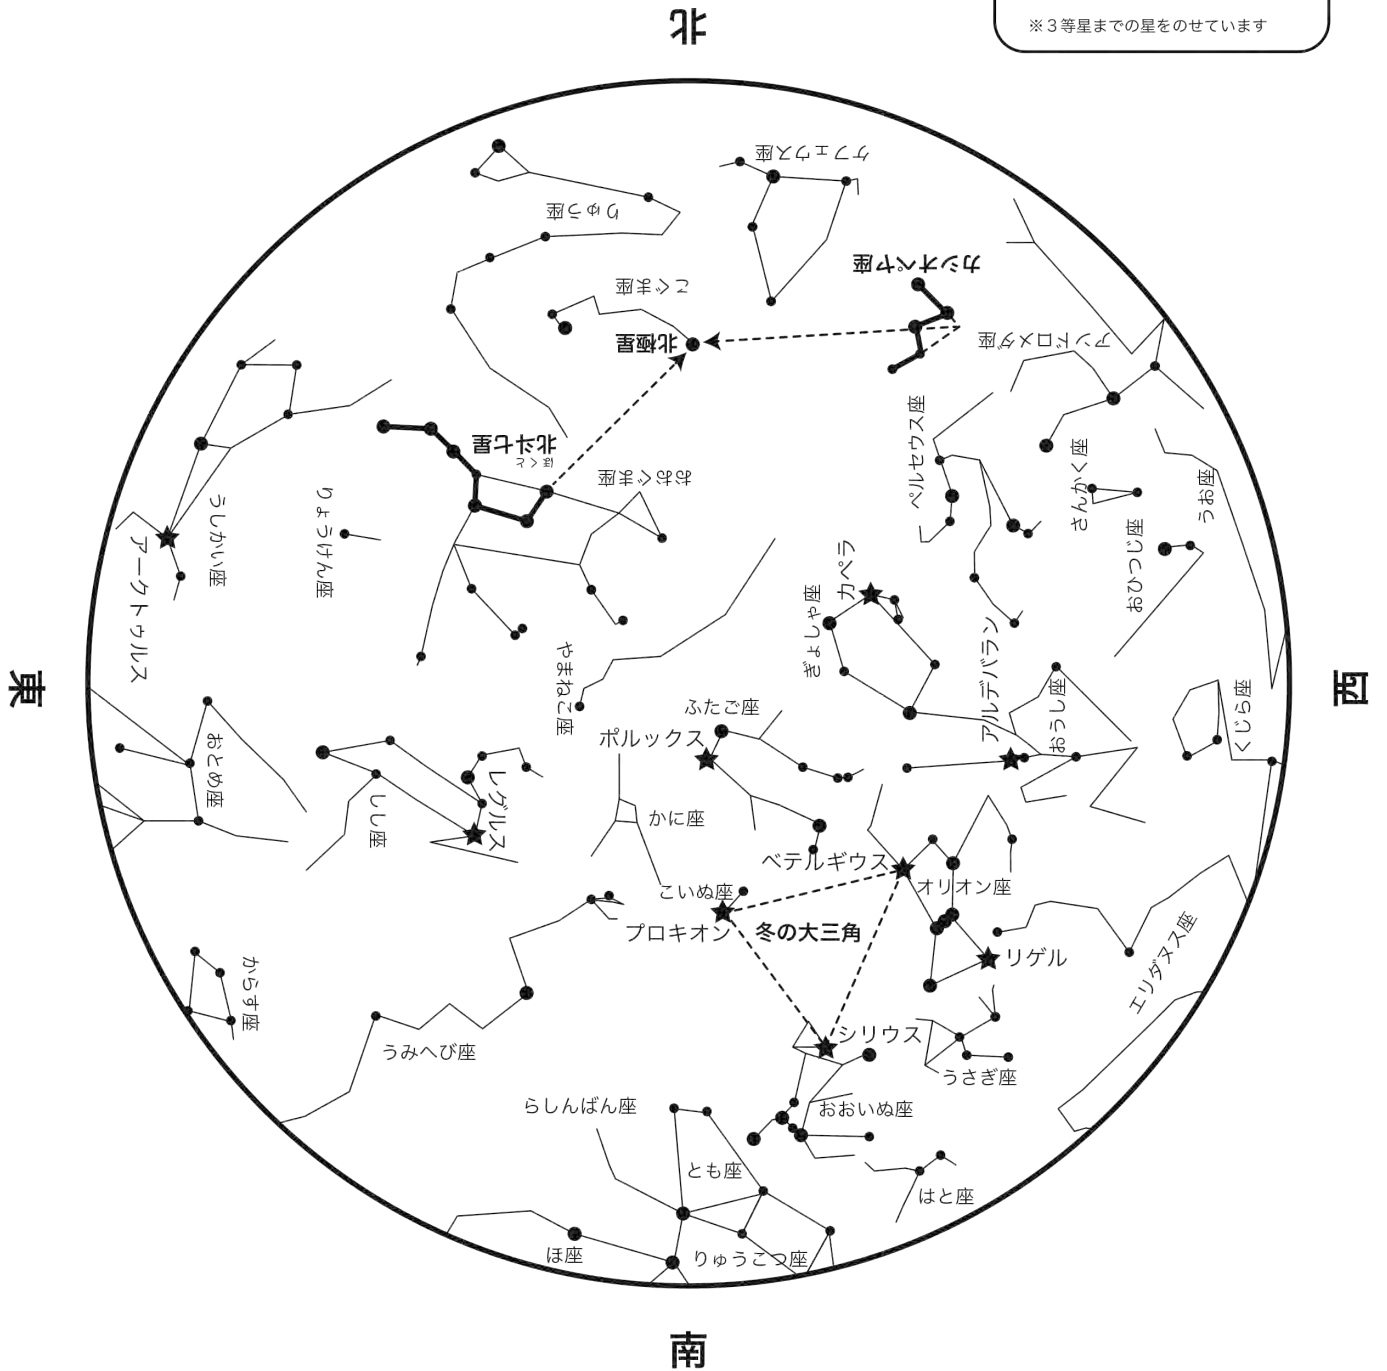 ※３等星までの星をのせています
北
ケフェウス座
りゅう座
カシオペヤ座
こぐま座
北極星
アンドロメダ座
ペルセウス座
北斗七星
ほくと
おおぐま座
さんかく座
うお座
りょうけん座
うしかい座
アークトゥルス
おひつじ座
カペラ
ぎょしゃ座
アルデバラン
おうし座
やまねこ座
東
西
くじら座
ふたご座
ポルックス
おとめ座
しし座
レグルス
かに座
ベテルギウス
オリオン座
こいぬ座
プロキオン
冬の大三角
リゲル
エリダヌス座
からす座
うみへび座
シリウス
うさぎ座
らしんばん座
おおいぬ座
とも座
はと座
ほ座
りゅうこつ座
南